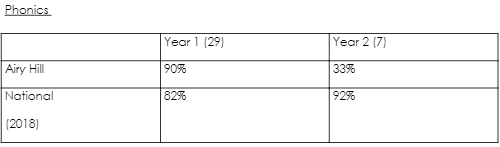 Phonics
Year 1 (29) Year 2 (7)
Airy Hill 90% 33%
National 82% 92%
(2018)